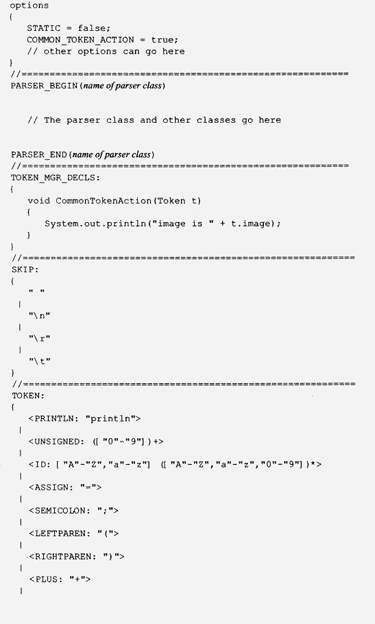 options
{
STATIC = false;
COMMON_TOKEN_ACTION = true;
// other options can go here
}
//=========================================================
PARSER_BEGIN(name of parser class)
// The parser class and other classes go here
PARSER_END(name of parser class)
//=========================================================
TOKEN_MGR_DECLS:
{
void CommonTokenAction(Token t)
{
System.out.println("image is " + t.image);
}
}
//==========================================================
SKIP:
{
" "
|
"\n"
|
"\r"
|
"\t"
}
//==========================================================
TOKEN:
{
<PRINTLN: "println">
|
<UNSIGNED: (["0"-"9"])+>
|
<ID: ["A"-"Z","a"-"z"] (["A"-"Z","a"-"z","0"-"9"])*>
|
<ASSIGN: "=">
|
<SEMICOLON: ";">
|
<LEFTPAREN: "(">
|
<RIGHTPAREN: ")">
|
<PLUS: "+">
|